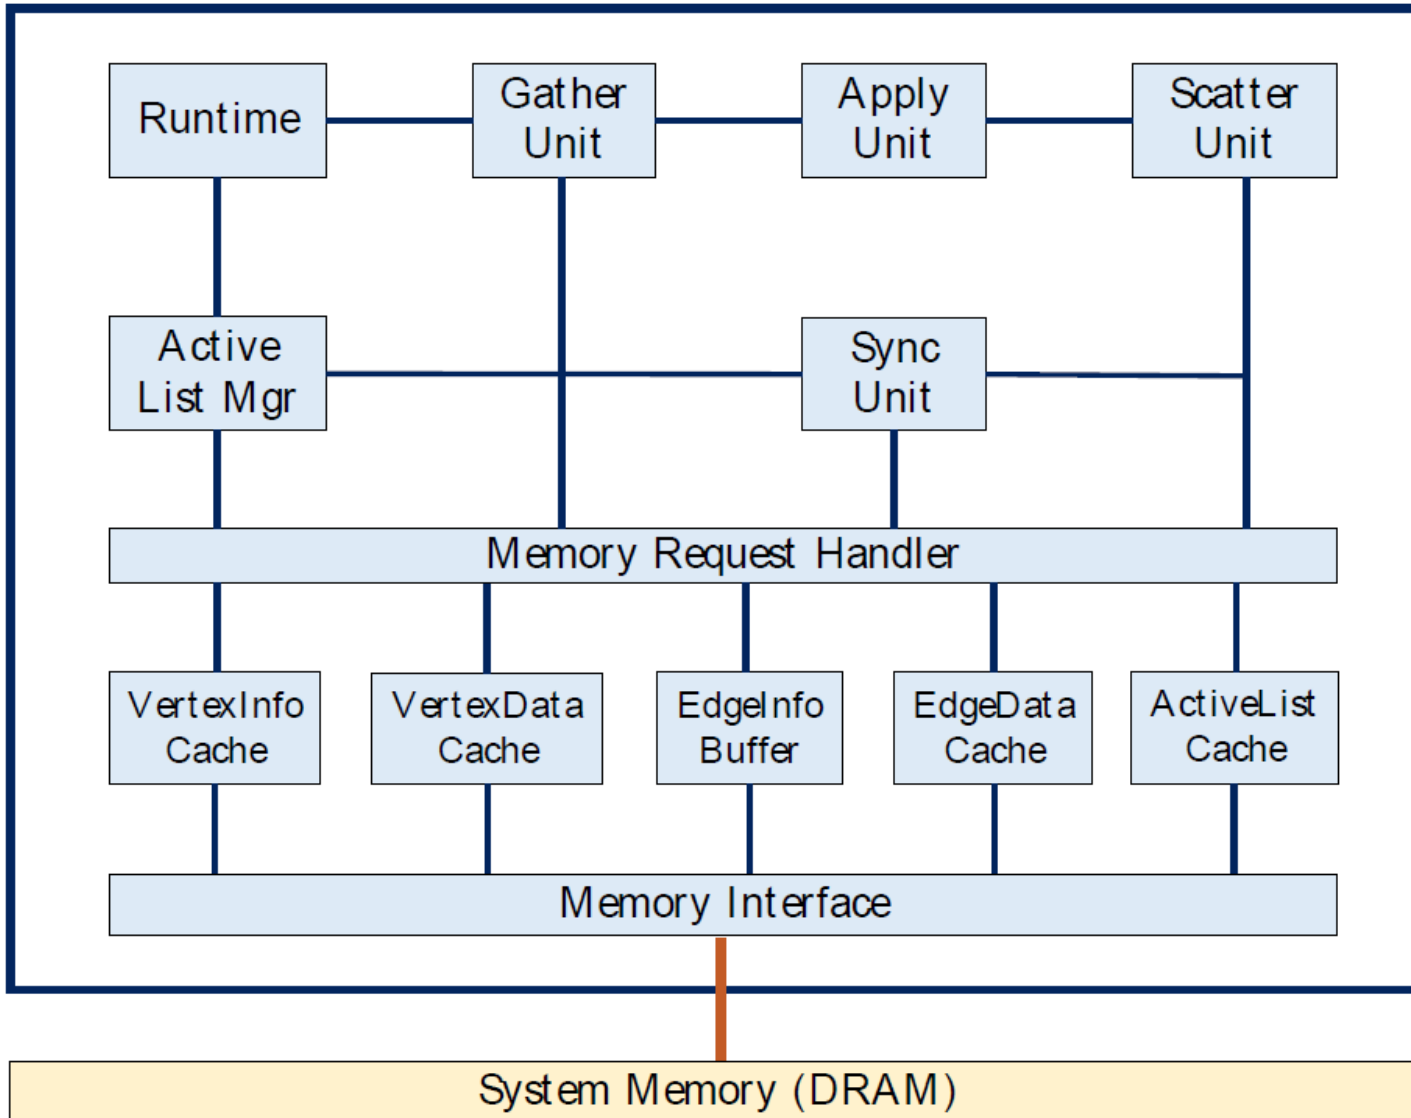 Runtime
Gather
Unit
Apply
Unit
Scatter
Unit
Active
List Mgr
Sync
Unit
Memory Request Handler
VertexInfo
Cache
VertexData
Cache
EdgeInfo
Buffer
EdgeData
Cache
ActiveList
Cache
Memory Interface
System Memory (DRAM)